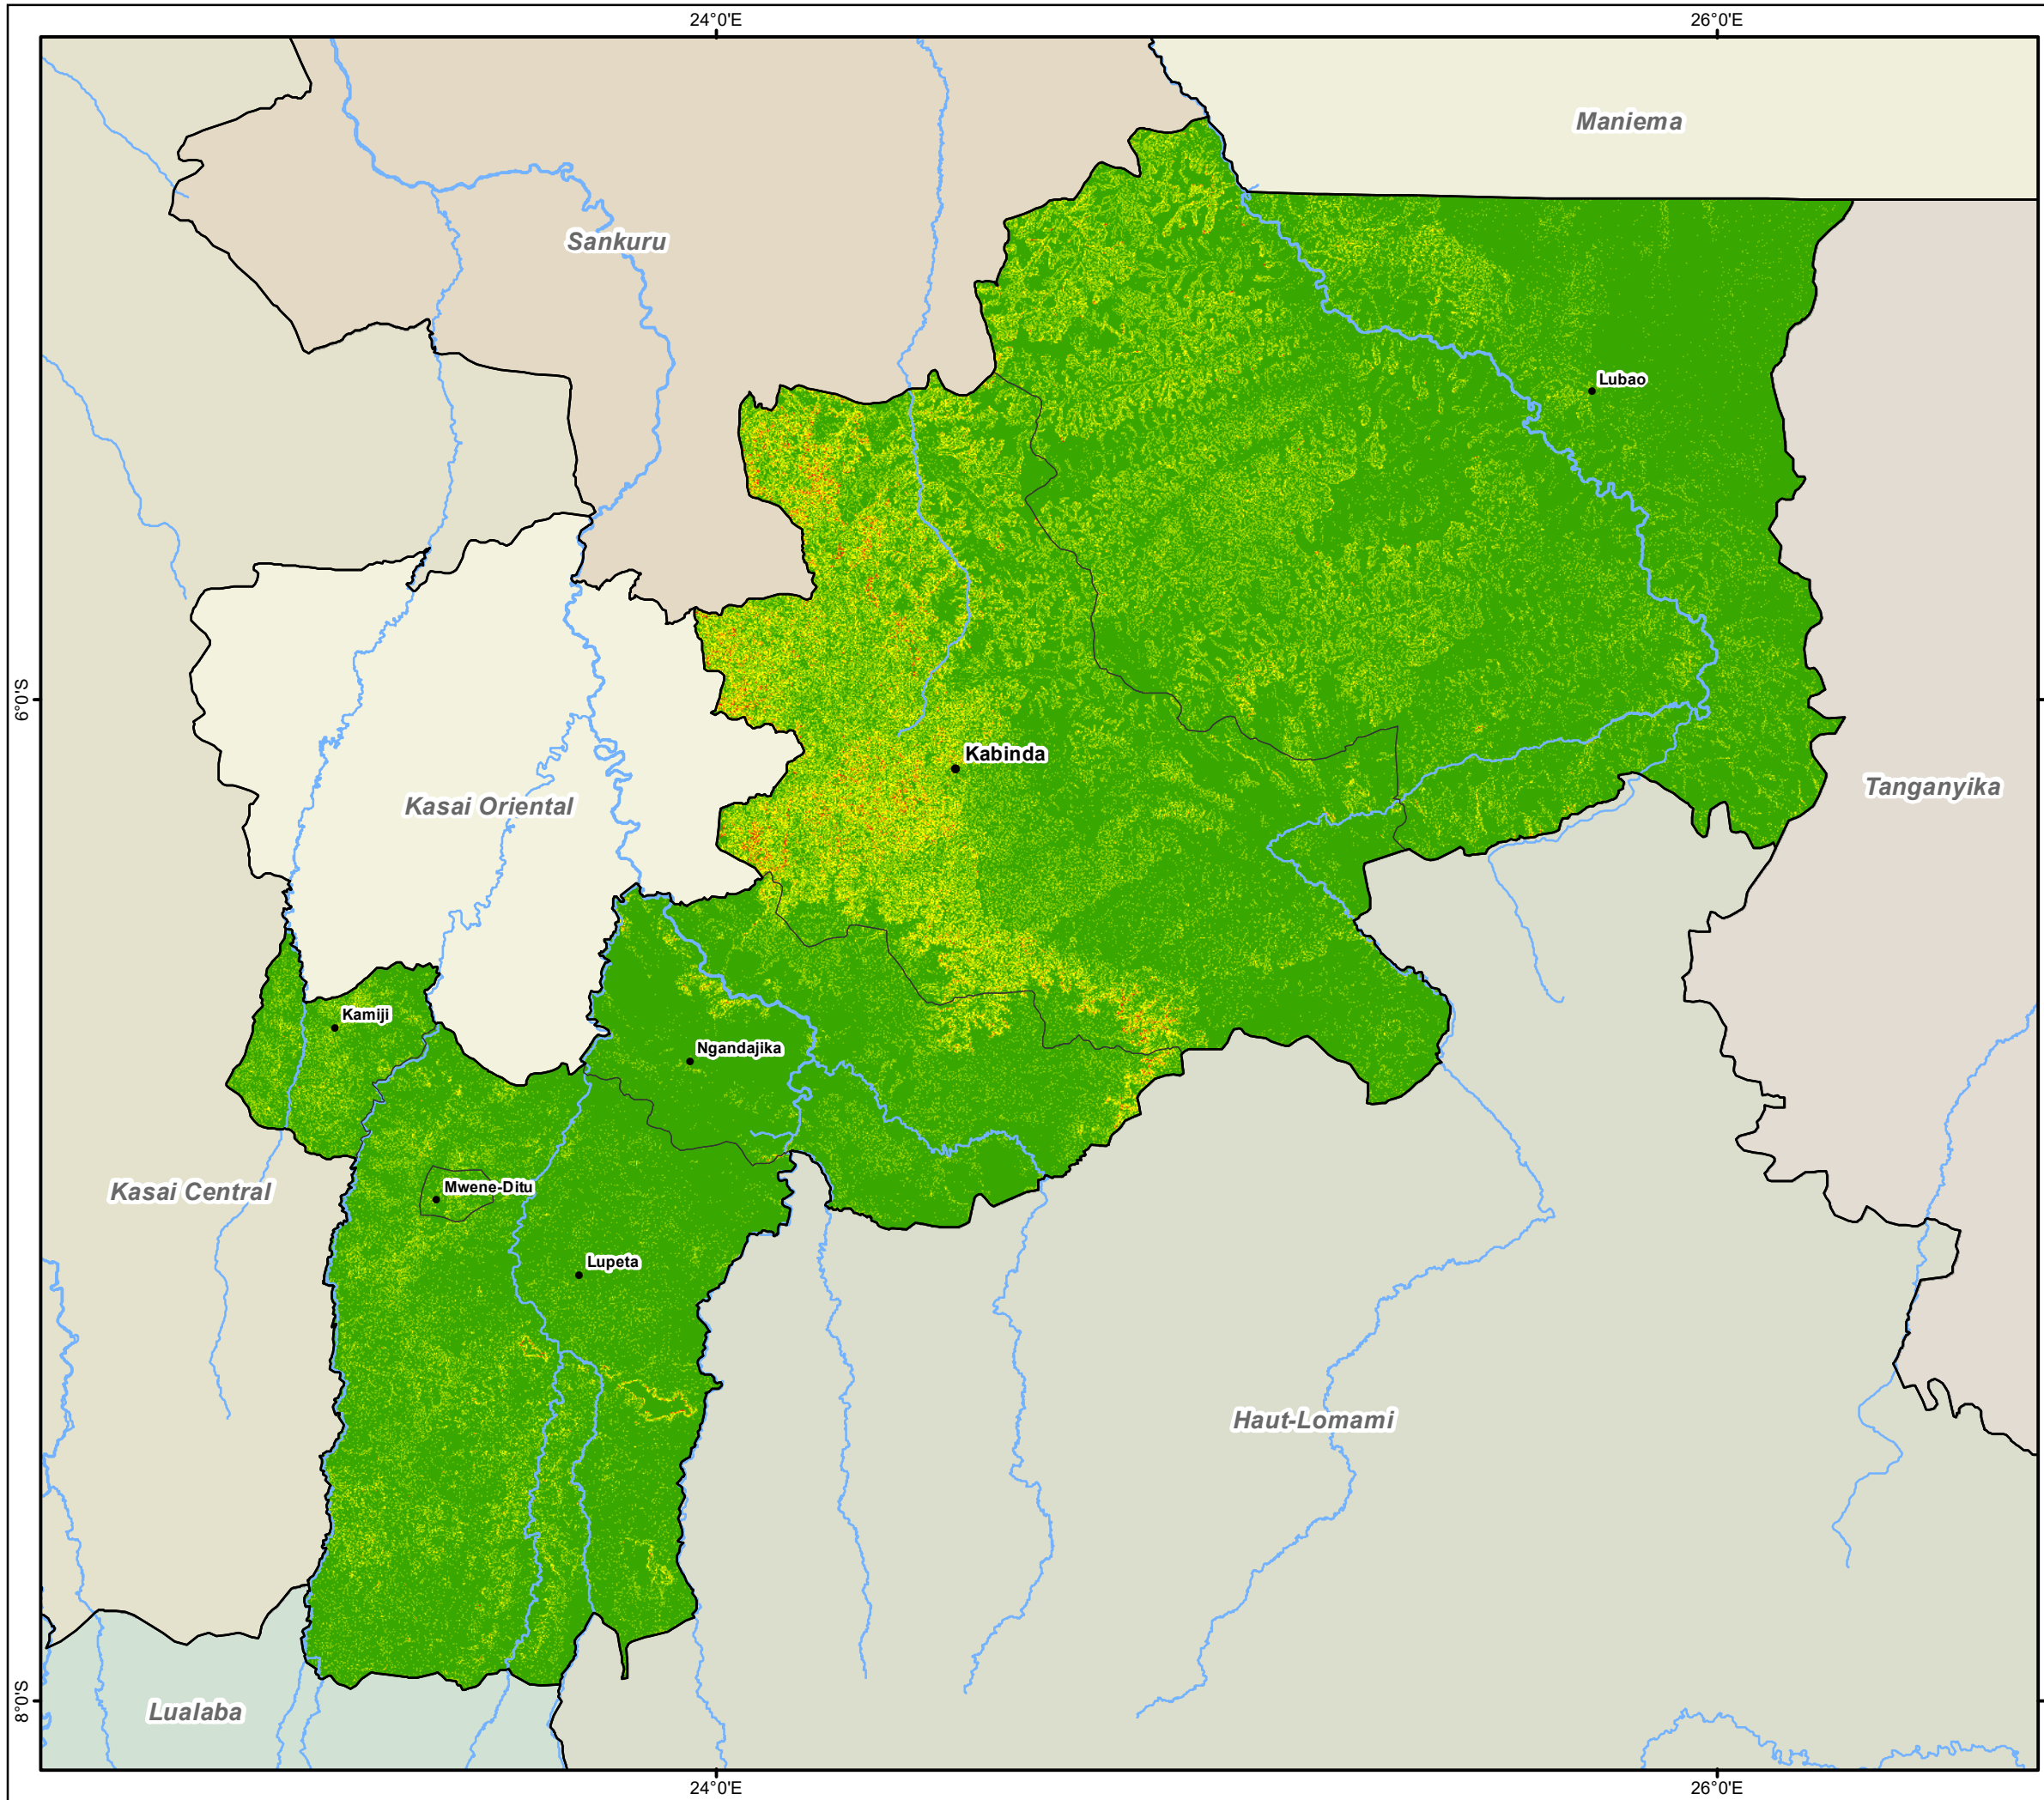 24°0'E
26°0'E
Maniema
Sankuru
Lubao
6°0'S
Kabinda
Tanganyika
Kasai Oriental
Kamiji
Ngandajika
Kasai Central
Mwene-Ditu
Lupeta
Haut-Lomami
8°0'S
Lualaba
24°0'E
26°0'E